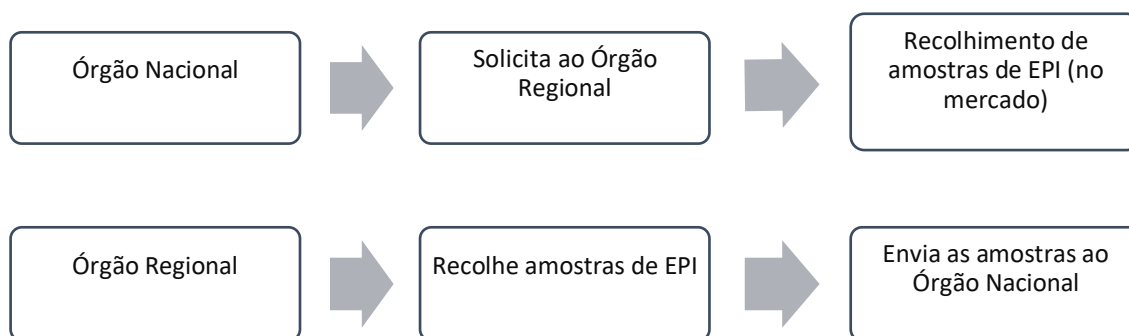 Órgão Nacional
Solicita ao Órgão
Regional
Recolhimento de
amostras de EPI (no
mercado)
Órgão Regional
Recolhe amostras de EPI
Envia as amostras ao
Órgão Nacional